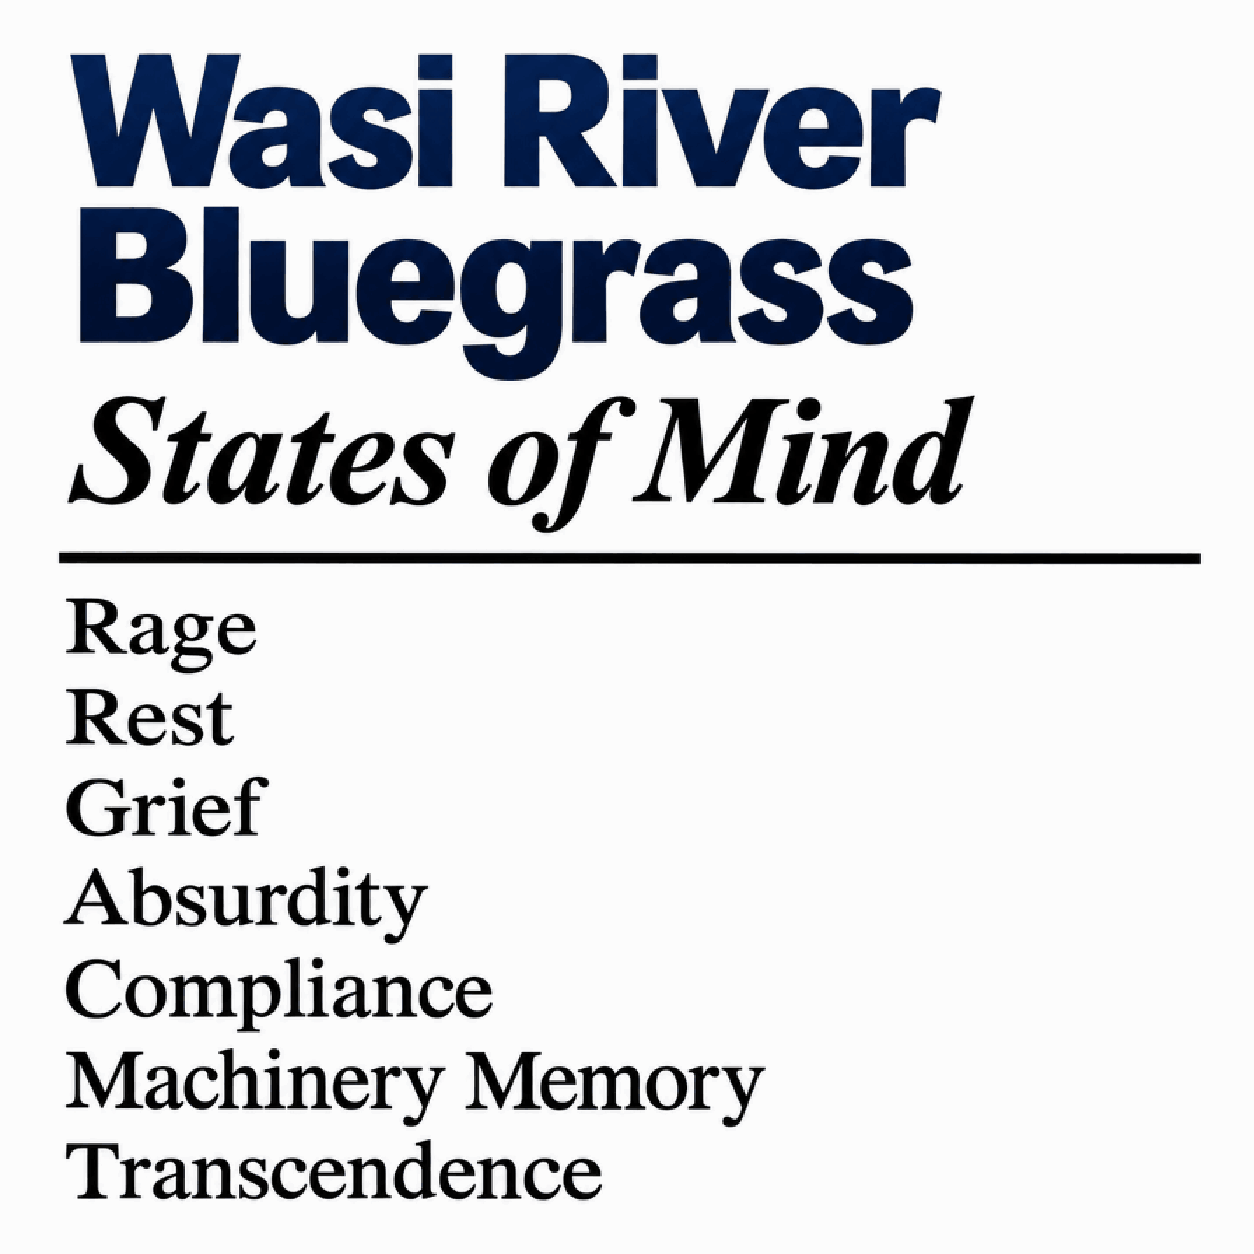 Wasi River
Bluegrass
States of Mind
Rage
Rest
Grief
Absurdity
Compliance
Machinery Memory
Transcendence